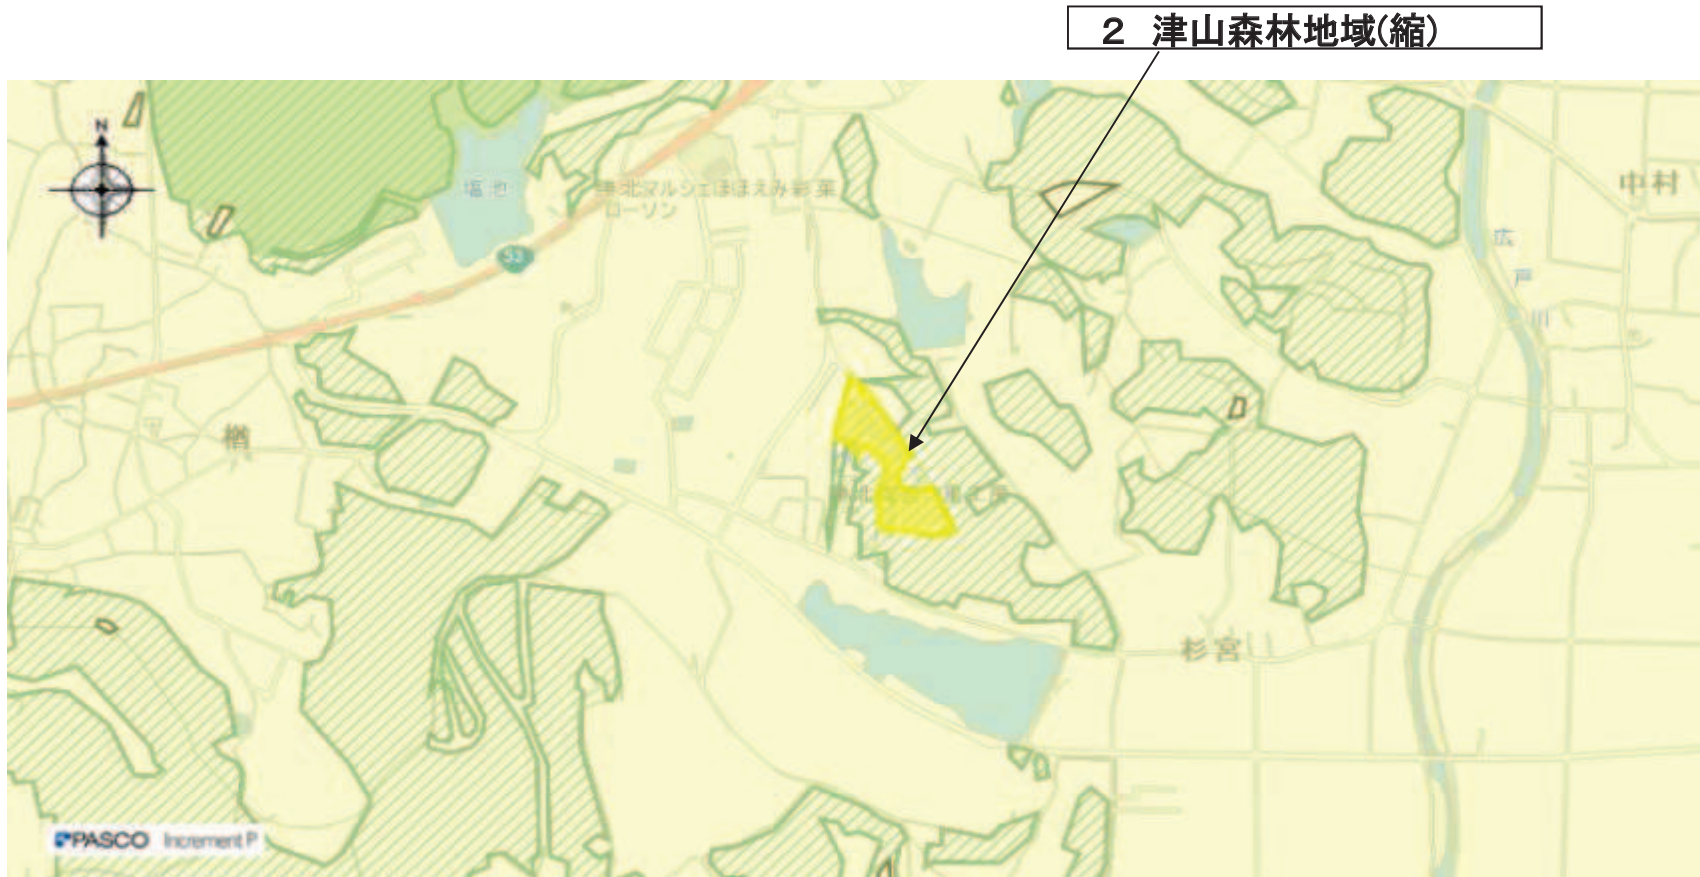 2 津山森林地域(縮)
N
塩池
津北マルシェほほえみ彩菜
ローソン
53
中村
広戸川
楢
杉宮
PASCO Increment P